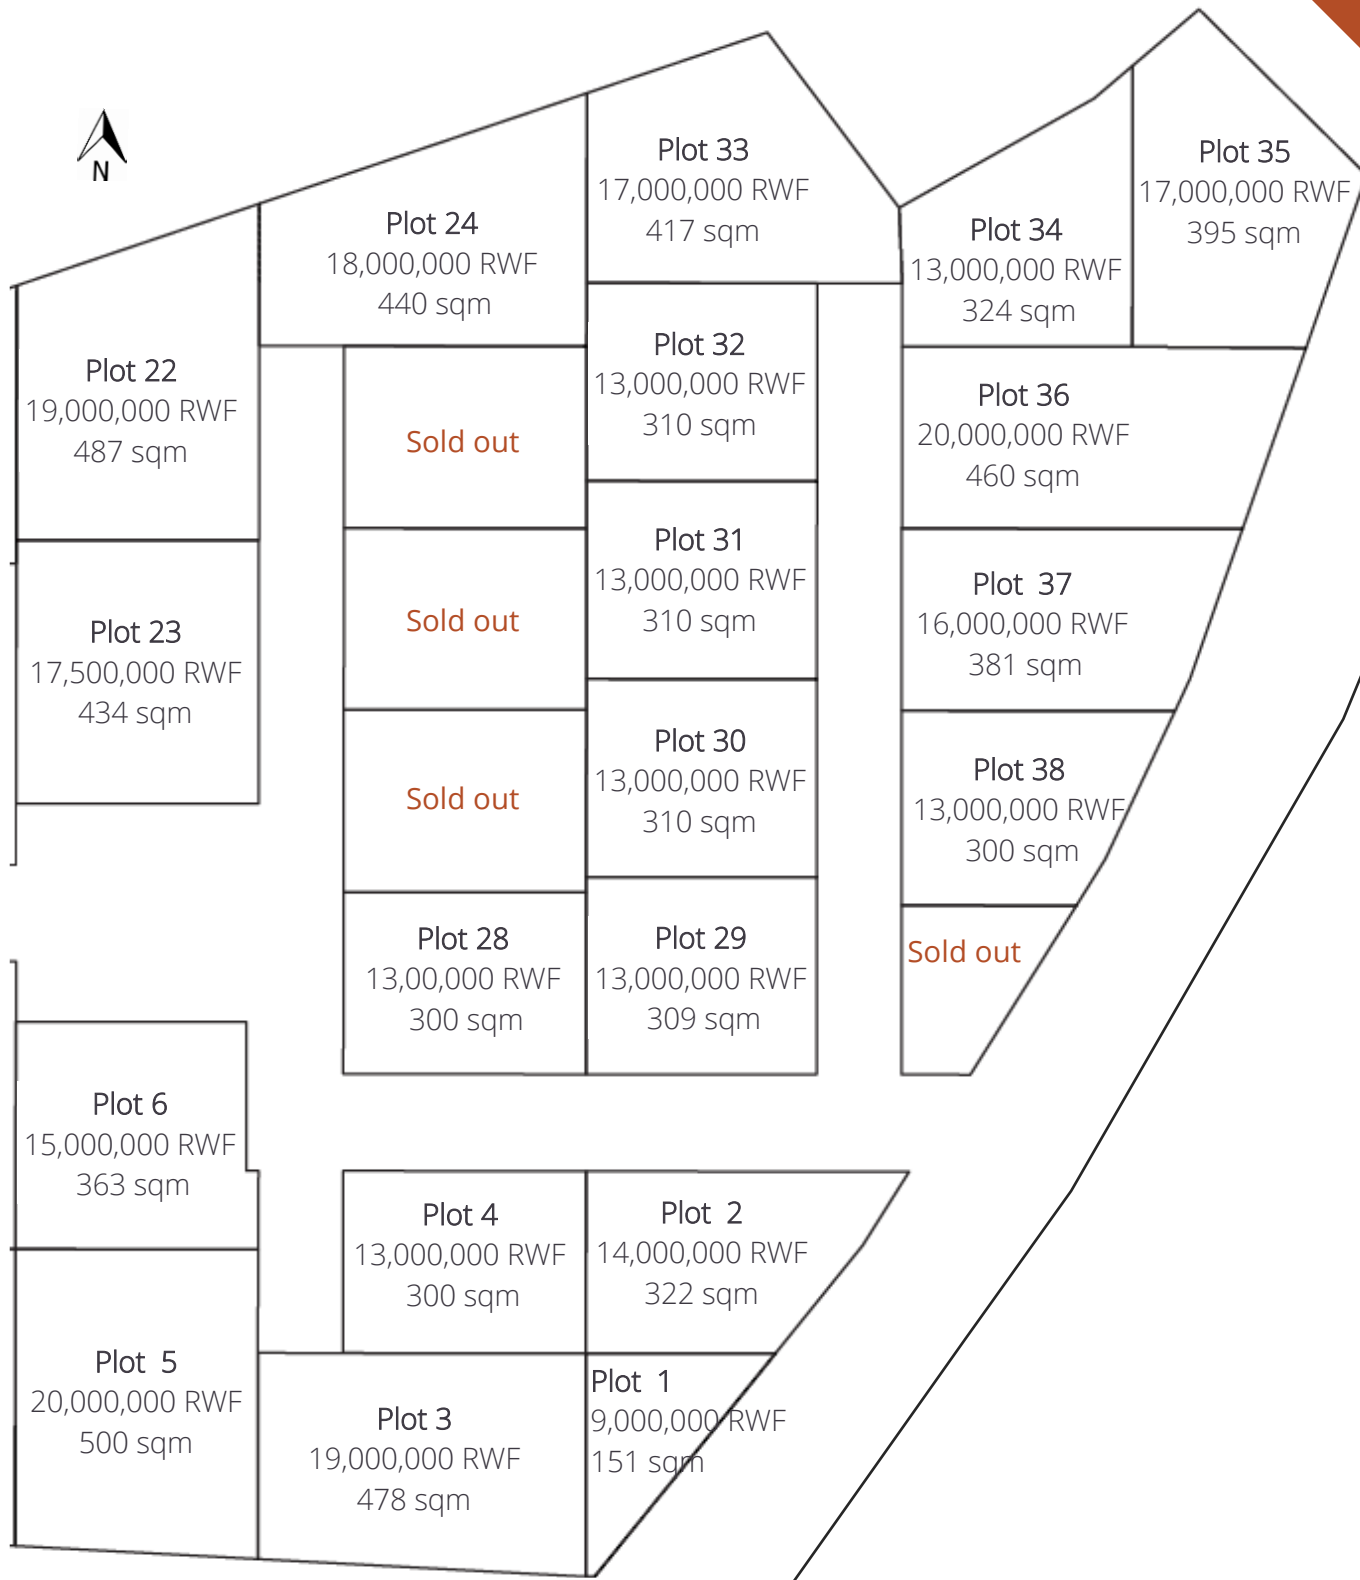 N
Plot 33
17,000,000 RWF
417 sqm
Plot 35
17,000,000 RWF
395 sqm
Plot 24
18,000,000 RWF
440 sqm
Plot 34
13,000,000 RWF
324 sqm
Plot 22
19,000,000 RWF
487 sqm
Sold out
Plot 32
13,000,000 RWF
310 sqm
Plot 36
20,000,000 RWF
460 sqm
Plot 23
17,500,000 RWF
434 sqm
Sold out
Plot 31
13,000,000 RWF
310 sqm
Plot 37
16,000,000 RWF
381 sqm
Sold out
Plot 30
13,000,000 RWF
310 sqm
Plot 38
13,000,000 RWF
300 sqm
Plot 28
13,00,000 RWF
300 sqm
Plot 29
13,000,000 RWF
309 sqm
Sold out
Plot 6
15,000,000 RWF
363 sqm
Plot 4
13,000,000 RWF
300 sqm
Plot 2
14,000,000 RWF
322 sqm
Plot 5
20,000,000 RWF
500 sqm
Plot 3
19,000,000 RWF
478 sqm
Plot 1
9,000,000 RWF
151 sqm